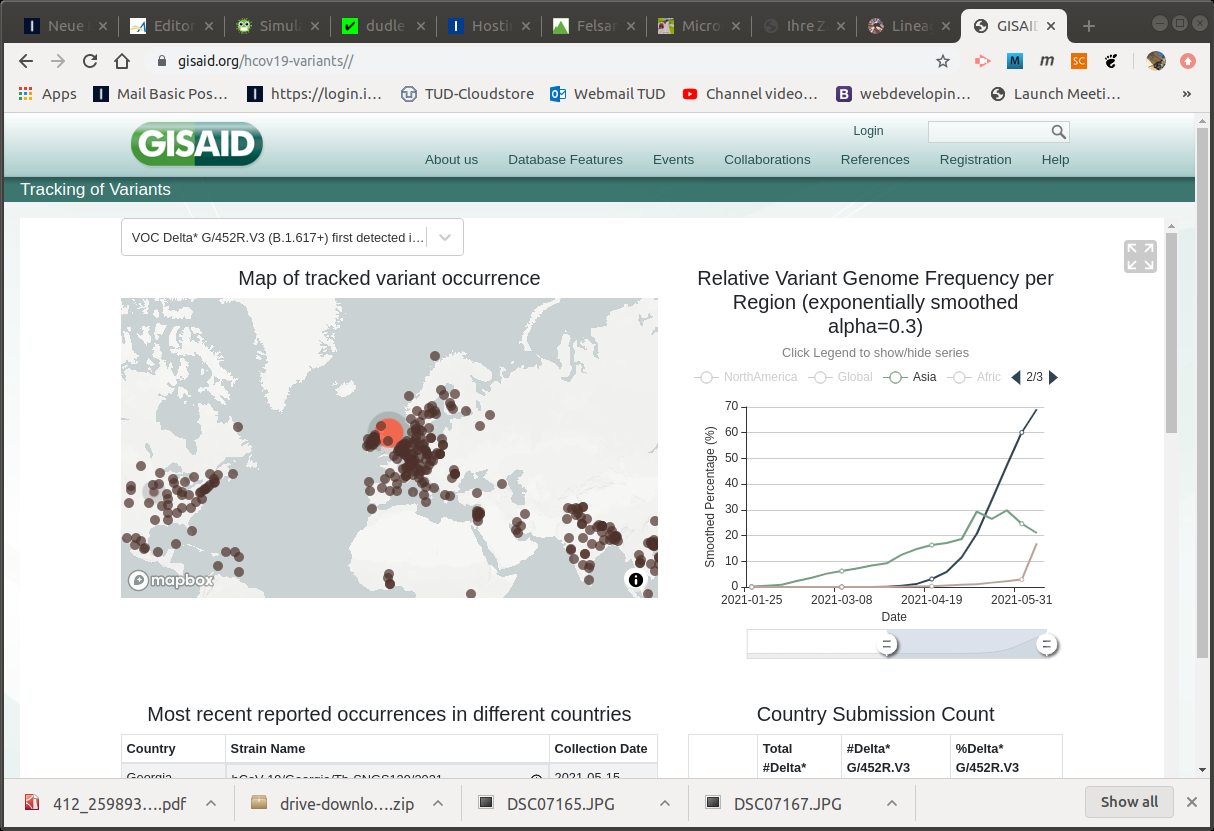 Neue
Editor
Simul
dudle
Hostin
Felsar
Micro
Ihre Z
Linea
GISAID
gisaid.org/hcov19-variants//
Apps
Mail Basic Pos…
https://login.i…
TUD-Cloudstore
Webmail TUD
Channel video…
webdevelopin…
Launch Meeti…
»
GISAID
Login
About us
Database Features
Events
Collaborations
References
Registration
Help
Tracking of Variants
VOC Delta* G/452R.V3 (B.1.617+) first detected i…
Map of tracked variant occurrence
mapbox
Relative Variant Genome Frequency per
Region (exponentially smoothed
alpha=0.3)
Click Legend to show/hide series
NorthAmerica
Global
Asia
Afric
2/3
Smoothed Percentage (%)
70
60
50
40
30
20
10
0
2021-01-25
2021-03-08
2021-04-19
2021-05-31
Date
Most recent reported occurrences in different countries
Country
Strain Name
Collection Date
Georgia
2021-05-15
Country Submission Count
Total
#Delta*
#Delta*
G/452R.V3
%Delta*
G/452R.V3
412_259893….pdf
drive-downlo….zip
DSC07165.JPG
DSC07167.JPG
Show all